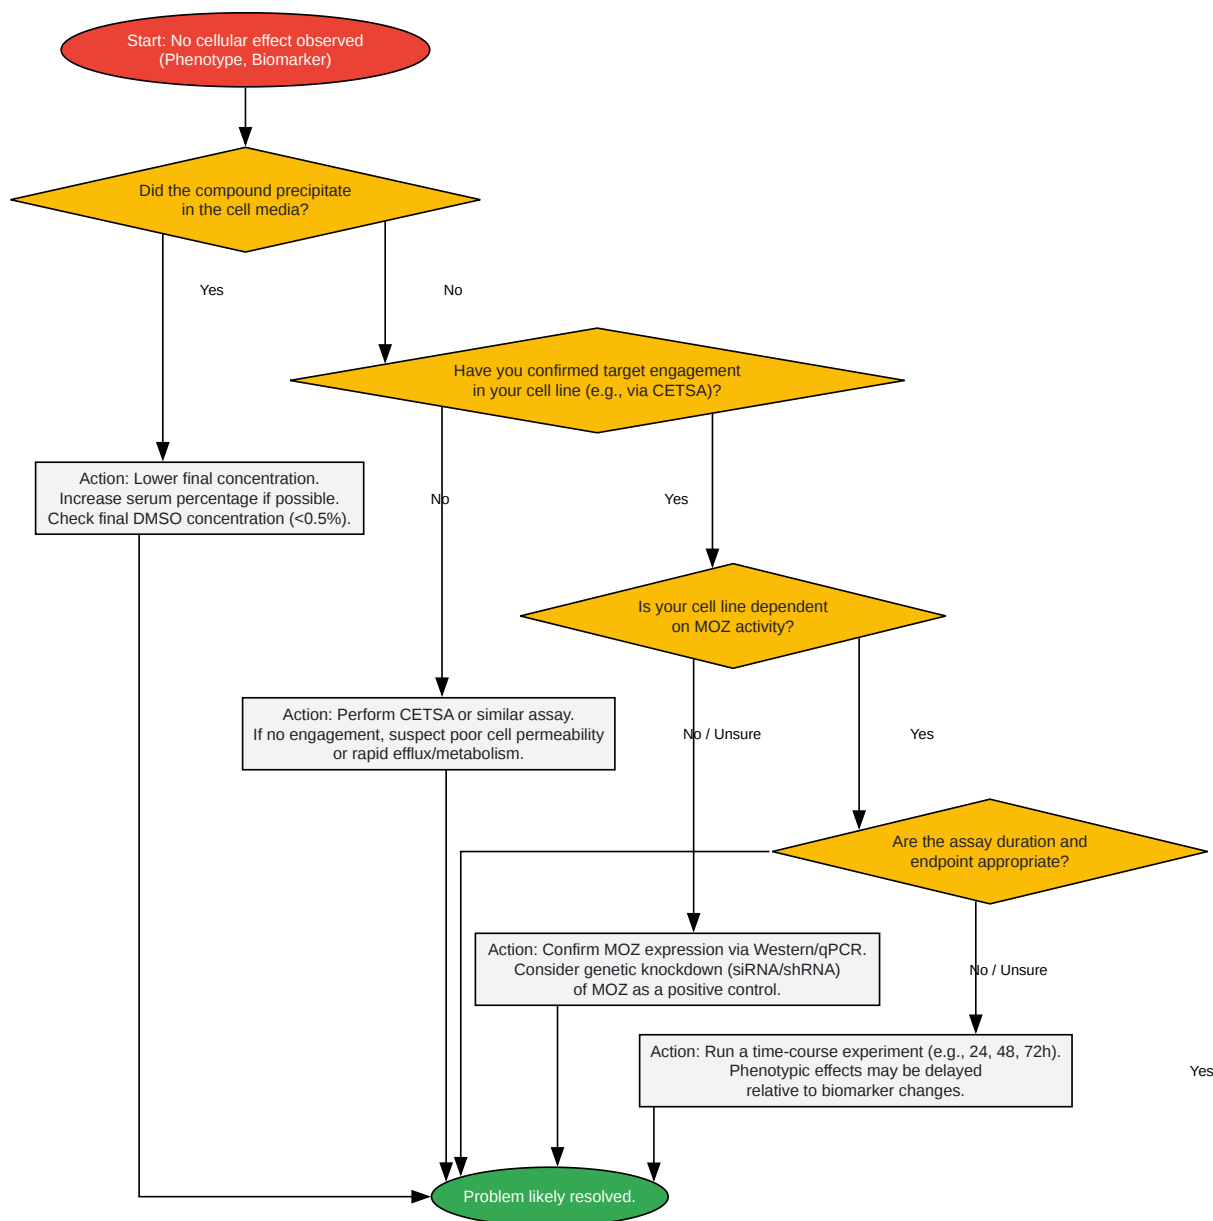 Start: No cellular effect observed
(Phenotype, Biomarker)
Did the compound precipitate
in the cell media?
Yes
No
Have you confirmed target engagement
in your cell line (e.g., via CETSA)?
Action: Lower final concentration.
Increase serum percentage if possible.
Check final DMSO concentration (<0.5%).
No
Yes
Is your cell line dependent
on MOZ activity?
Action: Perform CETSA or similar assay.
If no engagement, suspect poor cell permeability
or rapid efflux/metabolism.
No / Unsure
Yes
Are the assay duration and
endpoint appropriate?
Action: Confirm MOZ expression via Western/qPCR.
Consider genetic knockdown (siRNA/shRNA)
of MOZ as a positive control.
No / Unsure
Action: Run a time-course experiment (e.g., 24, 48, 72h).
Phenotypic effects may be delayed
relative to biomarker changes.
Yes
Problem likely resolved.